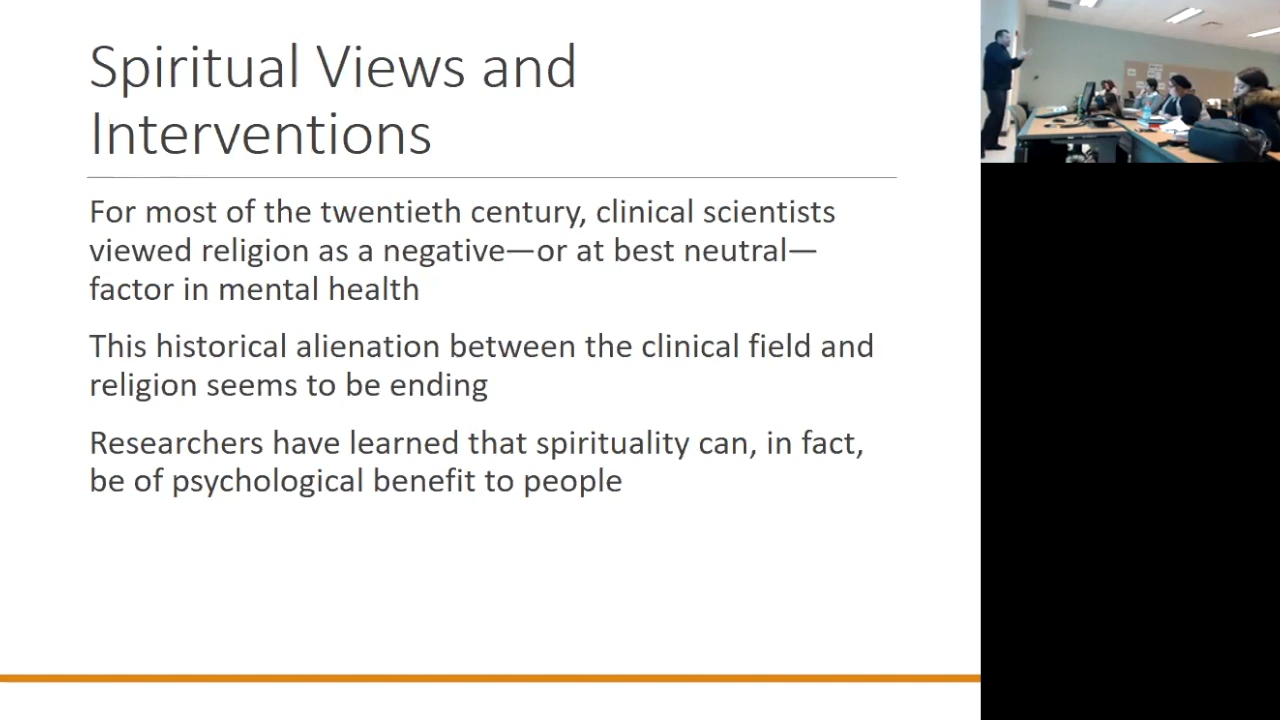 Spiritual Views and
Interventions
For most of the twentieth century, clinical scientists
viewed religion as a negative—or at best neutral—
factor in mental health
This historical alienation between the clinical field and
religion seems to be ending
Researchers have learned that spirituality can, in fact,
be of psychological benefit to people